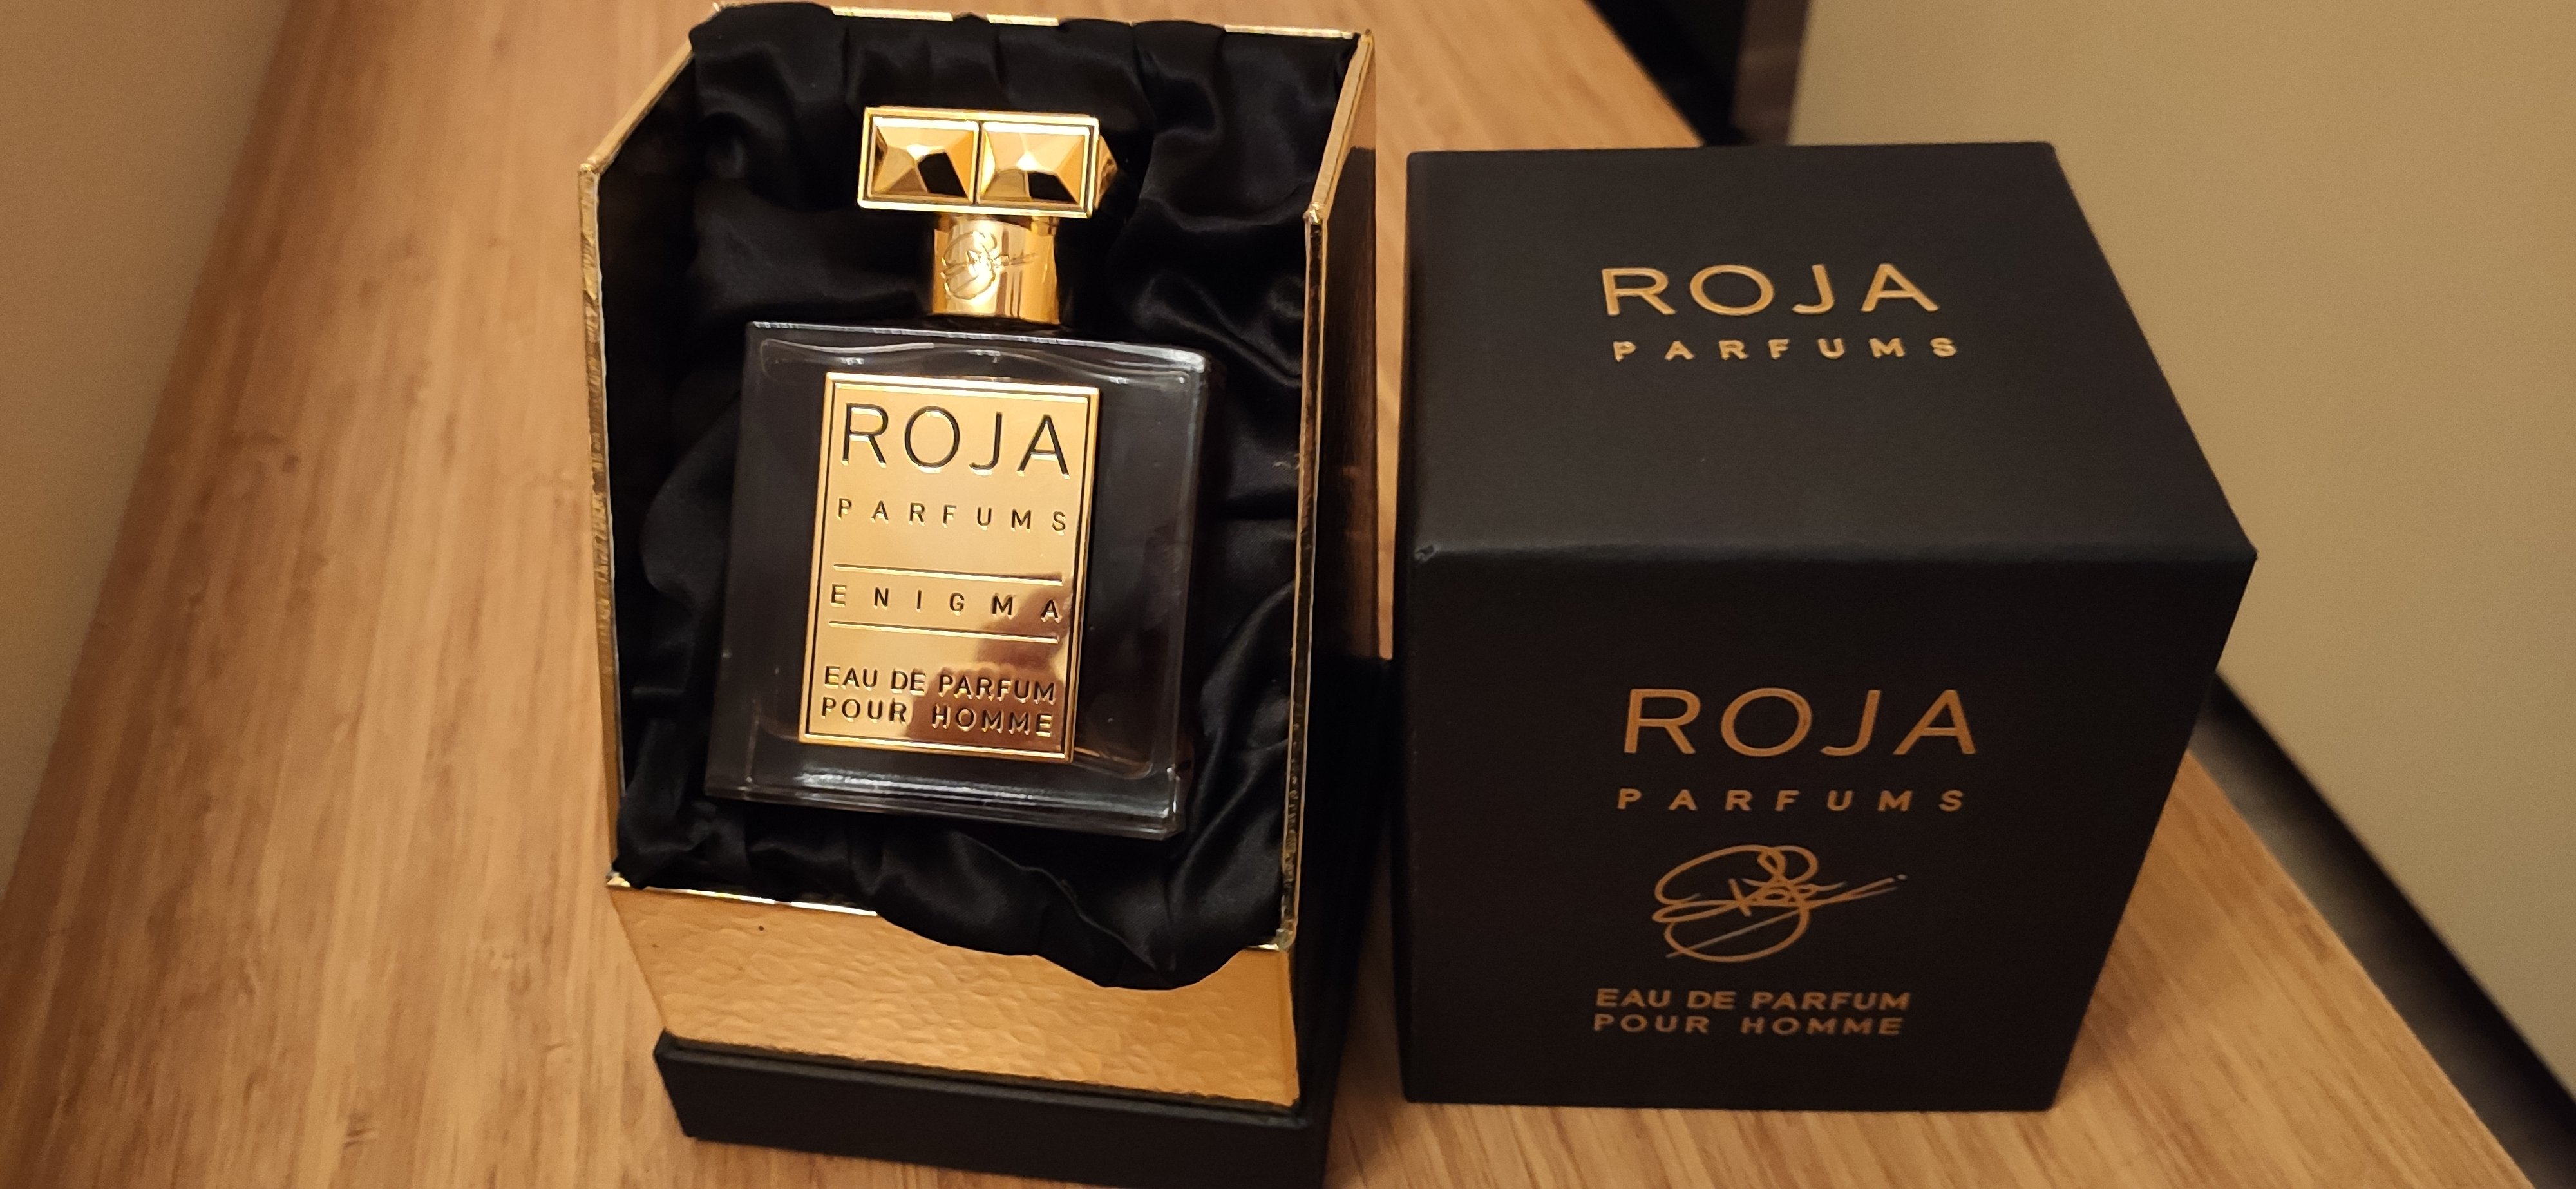 ROJA
PARFUMS
ENIGMA
EAU DE PARFUM
POUR HOMME
ROJA
PARFUMS
ROJA
PARFUMS
EAU DE PARFUM
POUR HOMME